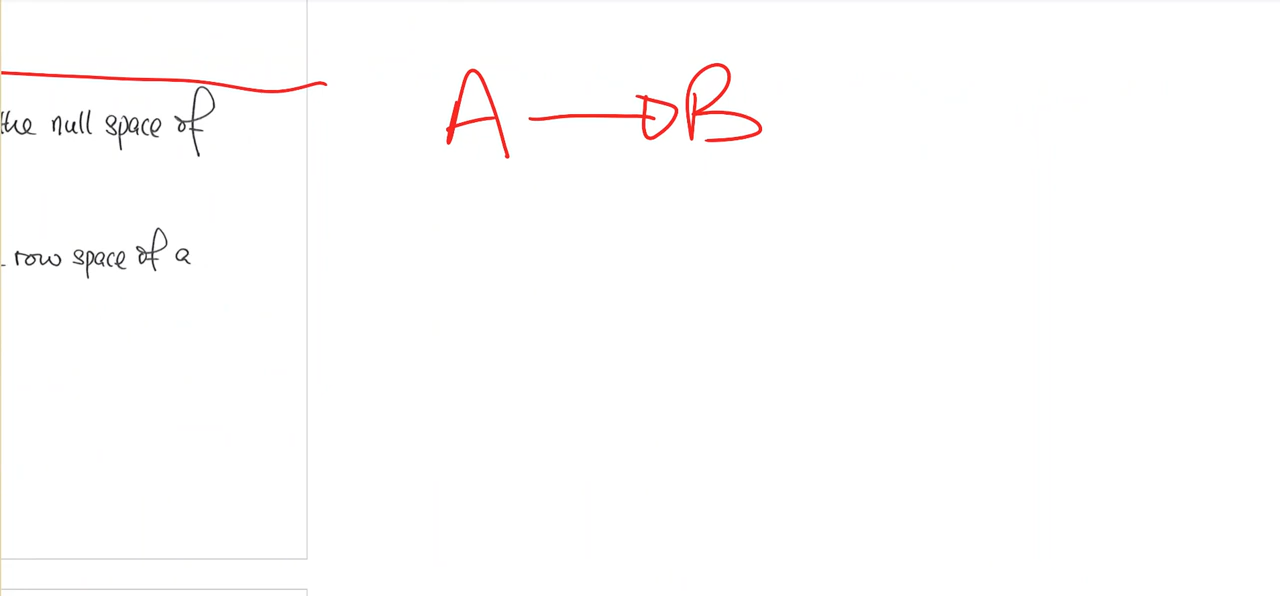 the null space of
row space of a
A → B